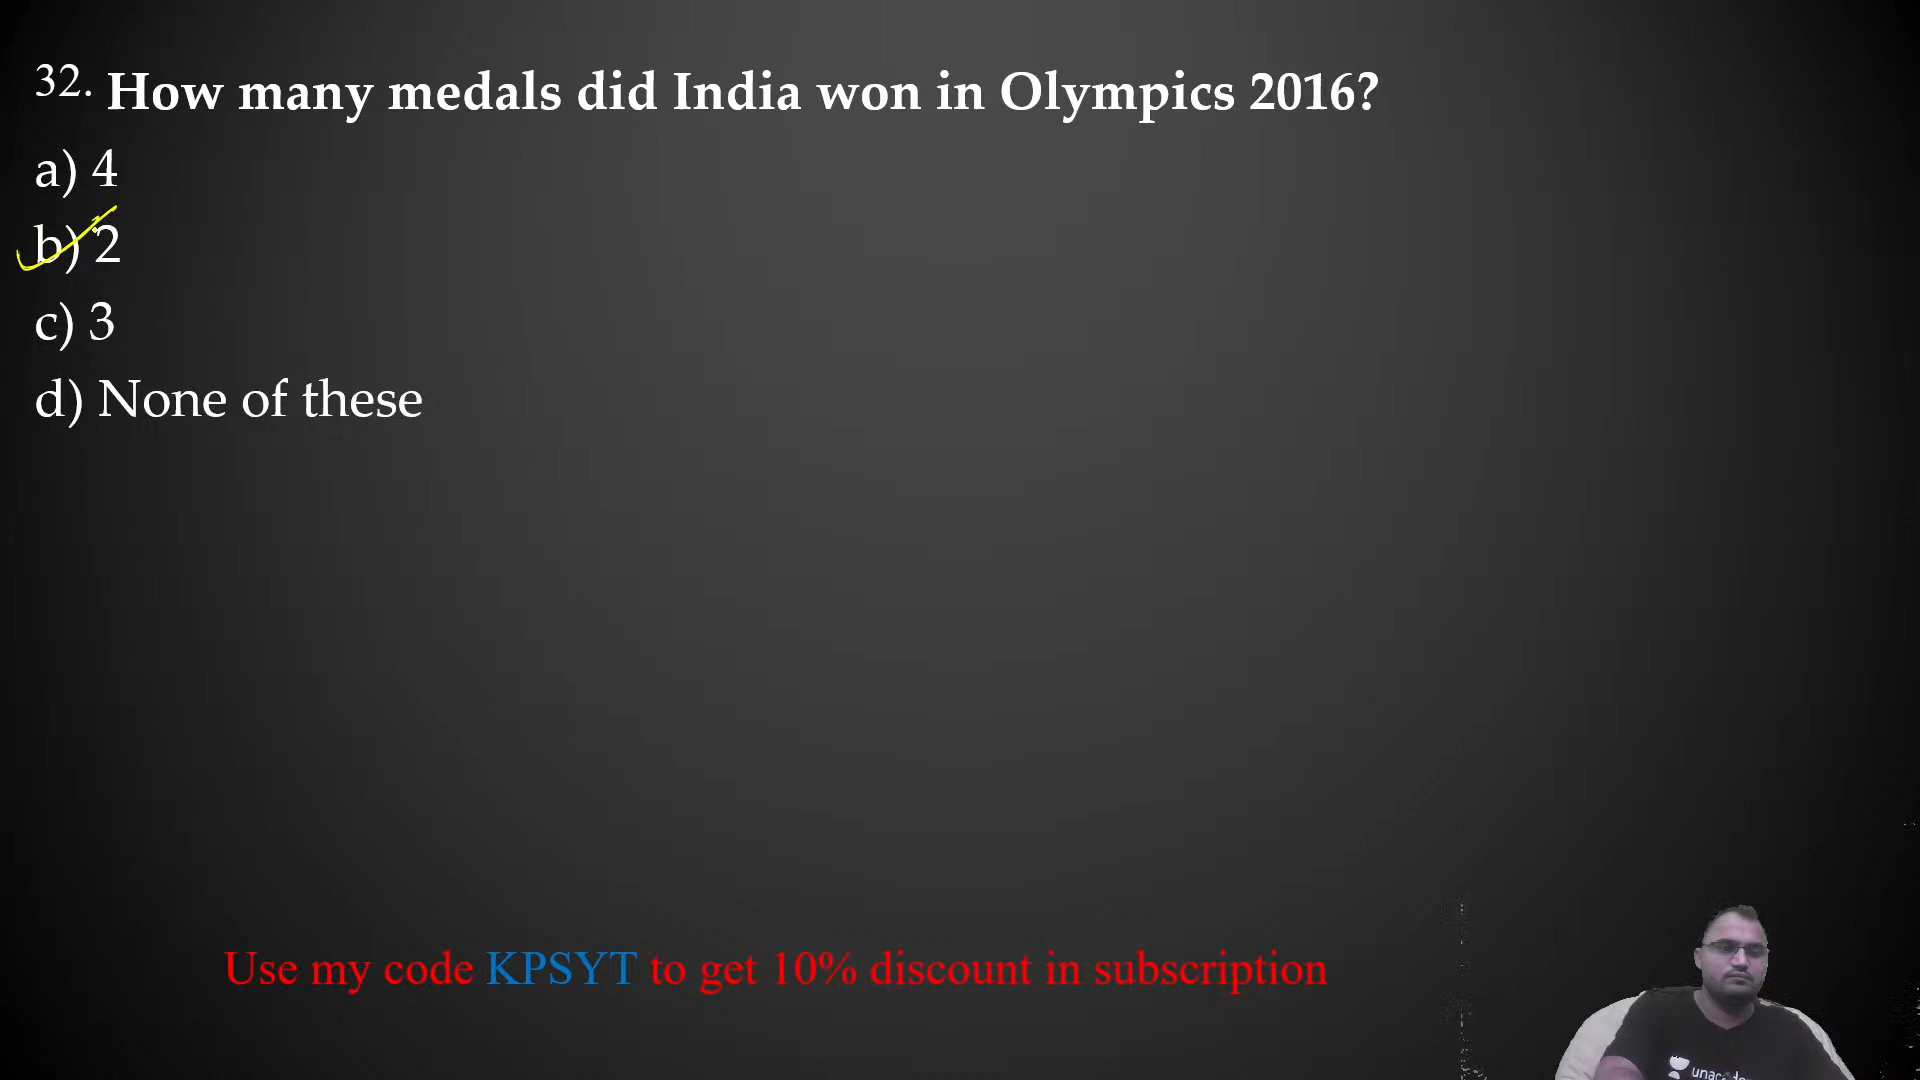 32. How many medals did India won in Olympics 2016?
a) 4
b) 2
c) 3
d) None of these
Use my code KPSYT to get 10% discount in subscription